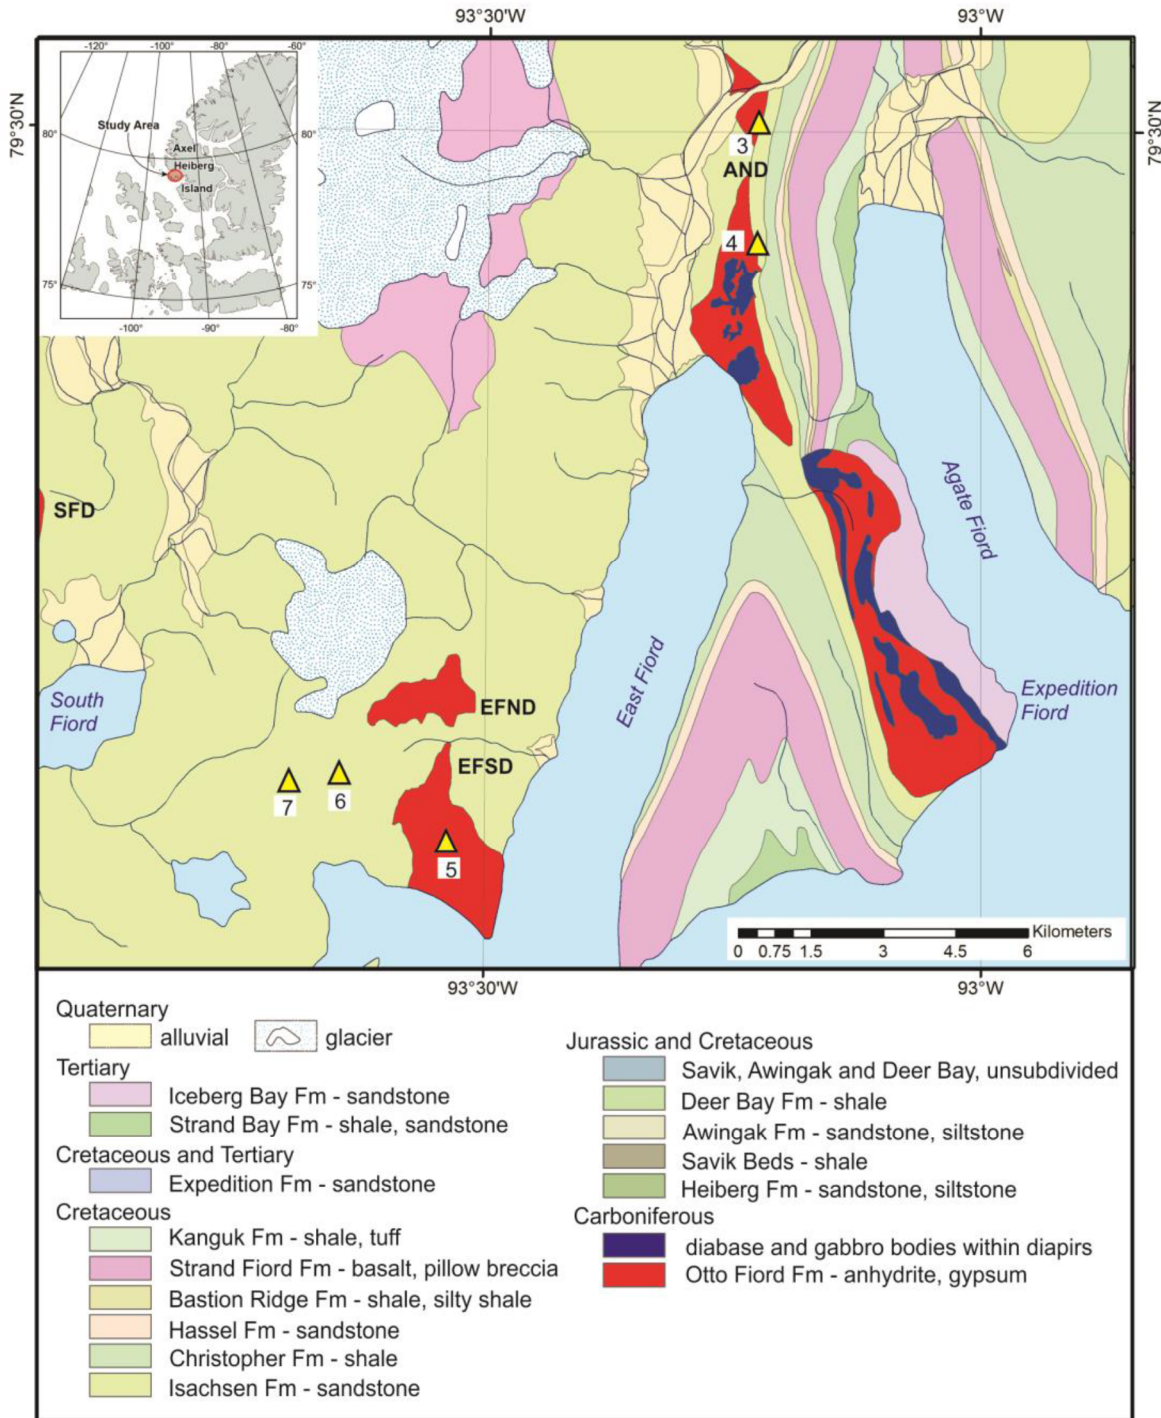 93°30'W
93°W
-120°
-100°
-80°
-60°
79°30'N
79°30'N
80°
80°
Study Area
Axel
Heiberg
Island
75°
75°
-100°
-90°
-80°
3
AND
4
SFD
Agate Fiord
East Fiord
South
Fiord
EFND
Expedition
Fiord
EFSD
7
6
5
Kilometers
0 0.75 1.5 3 4.5 6
93°30'W
93°W
Quaternary
alluvial
glacier
Tertiary
Iceberg Bay Fm - sandstone
Strand Bay Fm - shale, sandstone
Cretaceous and Tertiary
Expedition Fm - sandstone
Cretaceous
Kanguk Fm - shale, tuff
Strand Fiord Fm - basalt, pillow breccia
Bastion Ridge Fm - shale, silty shale
Hassel Fm - sandstone
Christopher Fm - shale
Isachsen Fm - sandstone
Jurassic and Cretaceous
Savik, Awingak and Deer Bay, unsubdivided
Deer Bay Fm - shale
Awingak Fm - sandstone, siltstone
Savik Beds - shale
Heiberg Fm - sandstone, siltstone
Carboniferous
diabase and gabbro bodies within diapirs
Otto Fiord Fm - anhydrite, gypsum